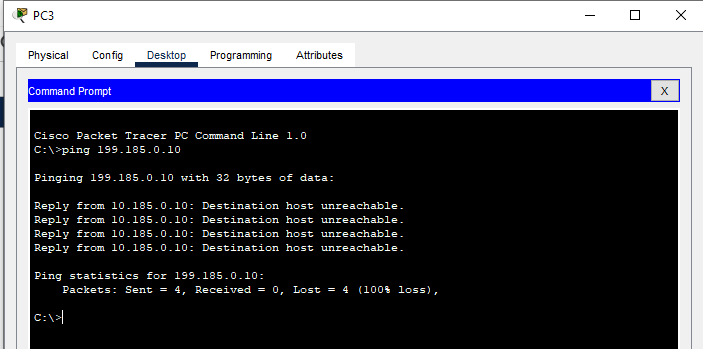 PC3
Physical Config Desktop Programming Attributes
Command Prompt X
Cisco Packet Tracer PC Command Line 1.0
C:\>ping 199.185.0.10
Pinging 199.185.0.10 with 32 bytes of data:
Reply from 10.185.0.10: Destination host unreachable.
Reply from 10.185.0.10: Destination host unreachable.
Reply from 10.185.0.10: Destination host unreachable.
Reply from 10.185.0.10: Destination host unreachable.
Ping statistics for 199.185.0.10:
Packets: Sent = 4, Received = 0, Lost = 4 (100% loss),
C:\>